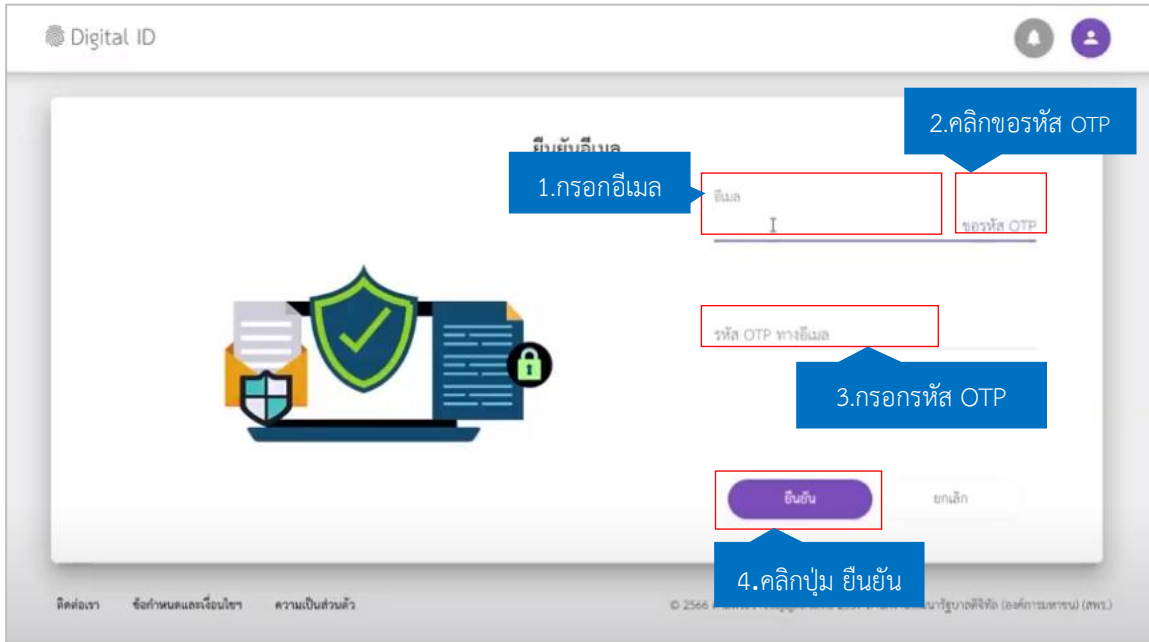 Digital ID
2.คลิกขอรหัส OTP
ยืนยันอีเมล
1.กรอกอีเมล
อีเมล
ขอรหัส OTP
รหัส OTP ทางอีเมล
3.กรอกรหัส OTP
ยืนยัน
ยกเลิก
4.คลิกปุ่ม ยืนยัน
ติดต่อเรา ข้อกำหนดและเงื่อนไขฯ ความเป็นส่วนตัว
© 2566 (องค์การมหาชน) (สพร.)